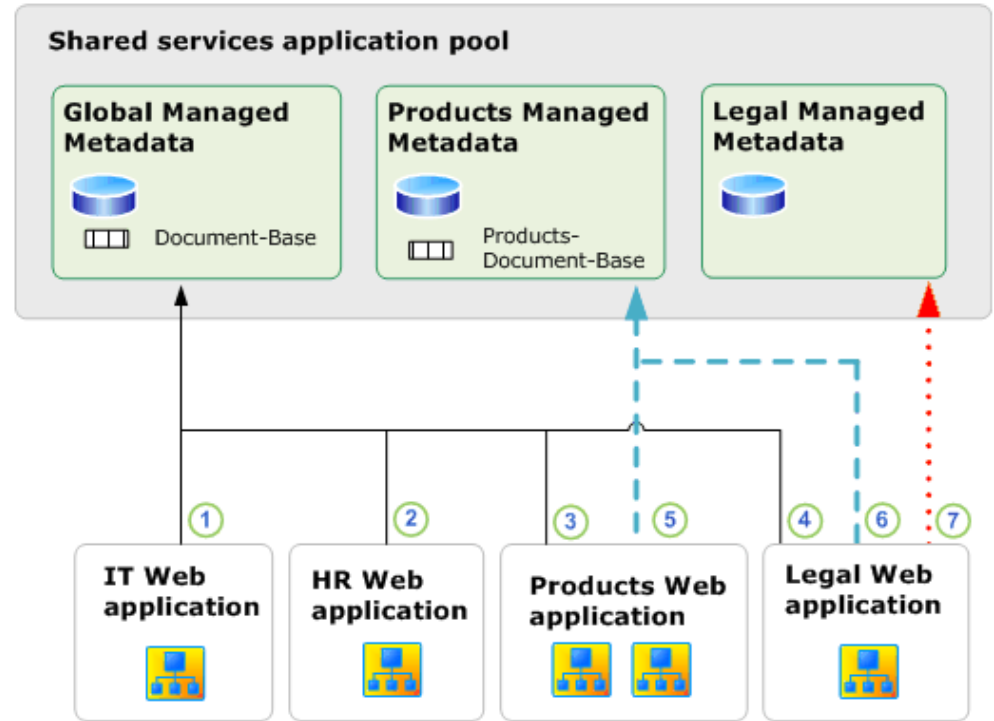 Shared services application pool
Global Managed
Metadata
Document-Base
Products Managed
Metadata
Products-
Document-Base
Legal Managed
Metadata
1
2
3
5
4
6
7
IT Web
application
HR Web
application
Products Web
application
Legal Web
application